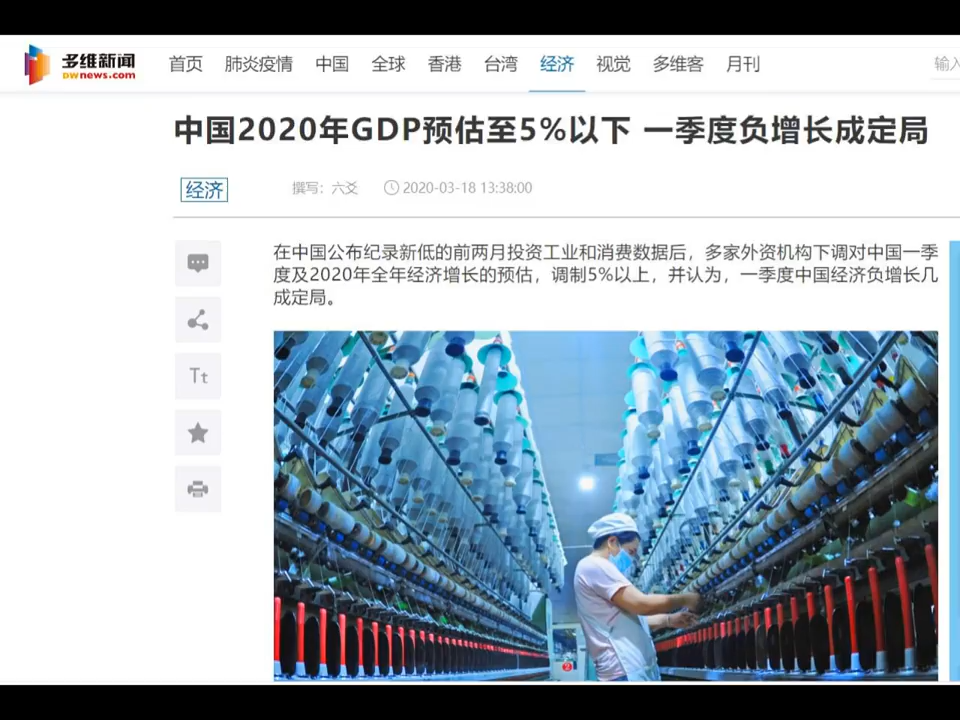 多维新闻
DWnews.com
首页 肺炎疫情 中国 全球 香港 台湾 经济 视觉 多维客 月刊 输入
中国2020年GDP预估至5%以下 一季度负增长成定局
经济 撰写：六爻 2020-03-18 13:38:00
在中国公布纪录新低的前两月投资工业和消费数据后，多家外资机构下调对中国一季
度及2020年全年经济增长的预估，调制5%以上，并认为，一季度中国经济负增长几
成定局。
Tt
2